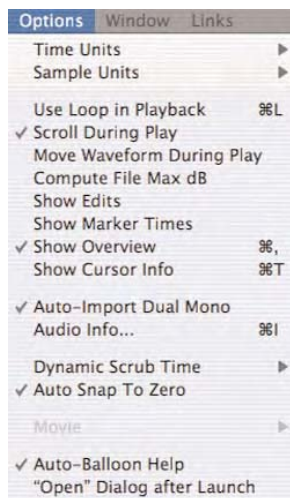 Options Window Links
Time Units
Sample Units
Use Loop in Playback ⌘L
✓ Scroll During Play
Move Waveform During Play
Compute File Max dB
Show Edits
Show Marker Times
✓ Show Overview ⌘,
Show Cursor Info ⌘T
✓ Auto-Import Dual Mono
Audio Info... ⌘I
Dynamic Scrub Time
✓ Auto Snap To Zero
Movie
✓ Auto-Balloon Help
“Open” Dialog after Launch